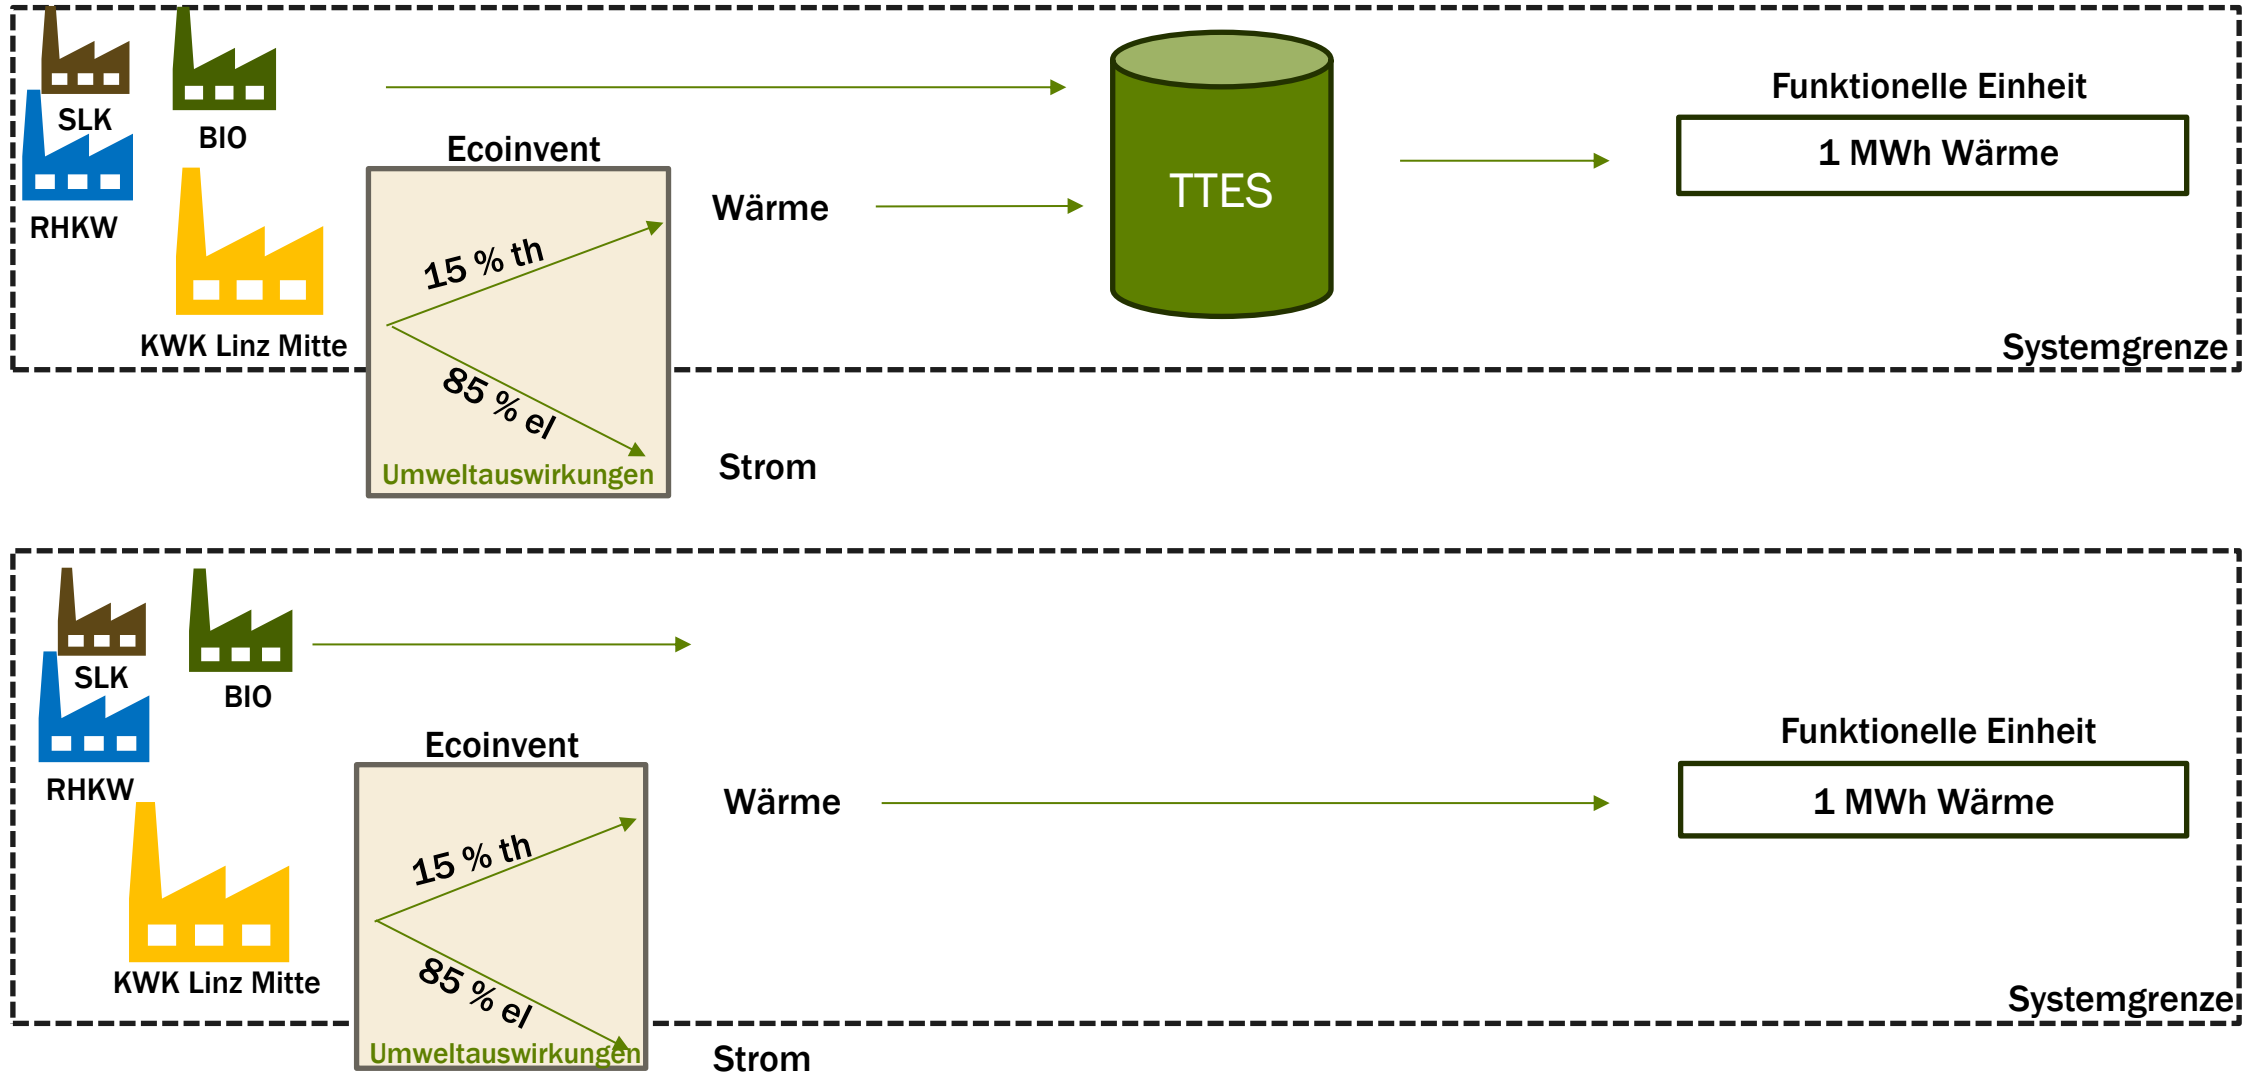 SLK
BIO
RHKW
KWK Linz Mitte
Ecoinvent
15 % th
85 % el
Umweltauswirkungen
Wärme
Strom
TTES
Funktionelle Einheit
1 MWh Wärme
Systemgrenze
SLK
BIO
RHKW
KWK Linz Mitte
Ecoinvent
15 % th
85 % el
Umweltauswirkungen
Wärme
Strom
Funktionelle Einheit
1 MWh Wärme
Systemgrenze